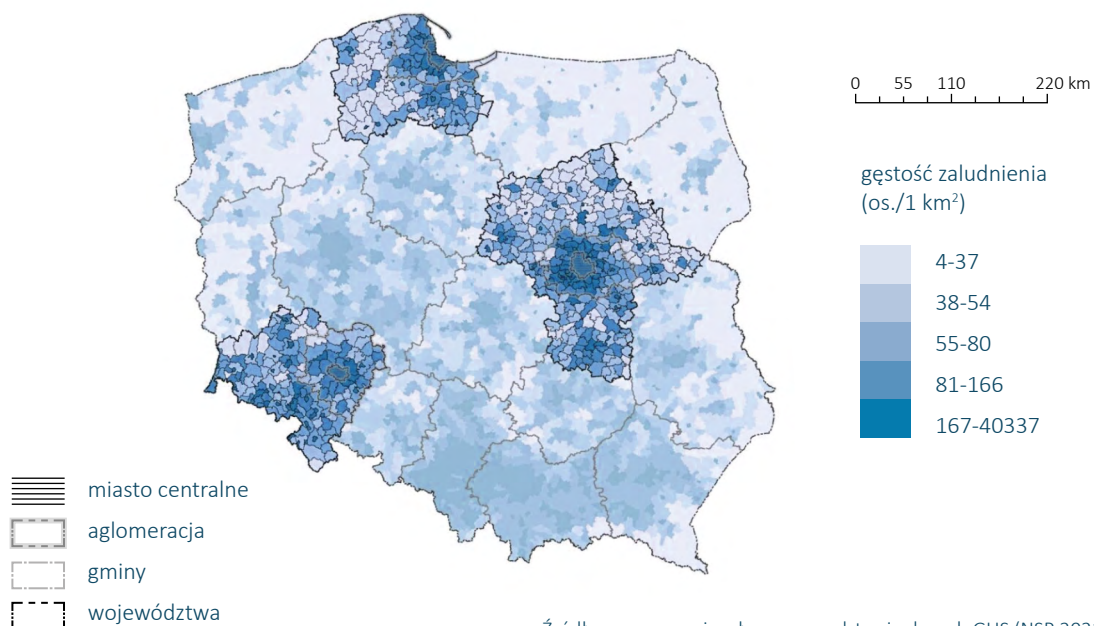 0 55 110 220 km
gęstość zaludnienia
(os./1 km²)
4-37
38-54
55-80
81-166
167-40337
miasto centralne
aglomeracja
gminy
województwa